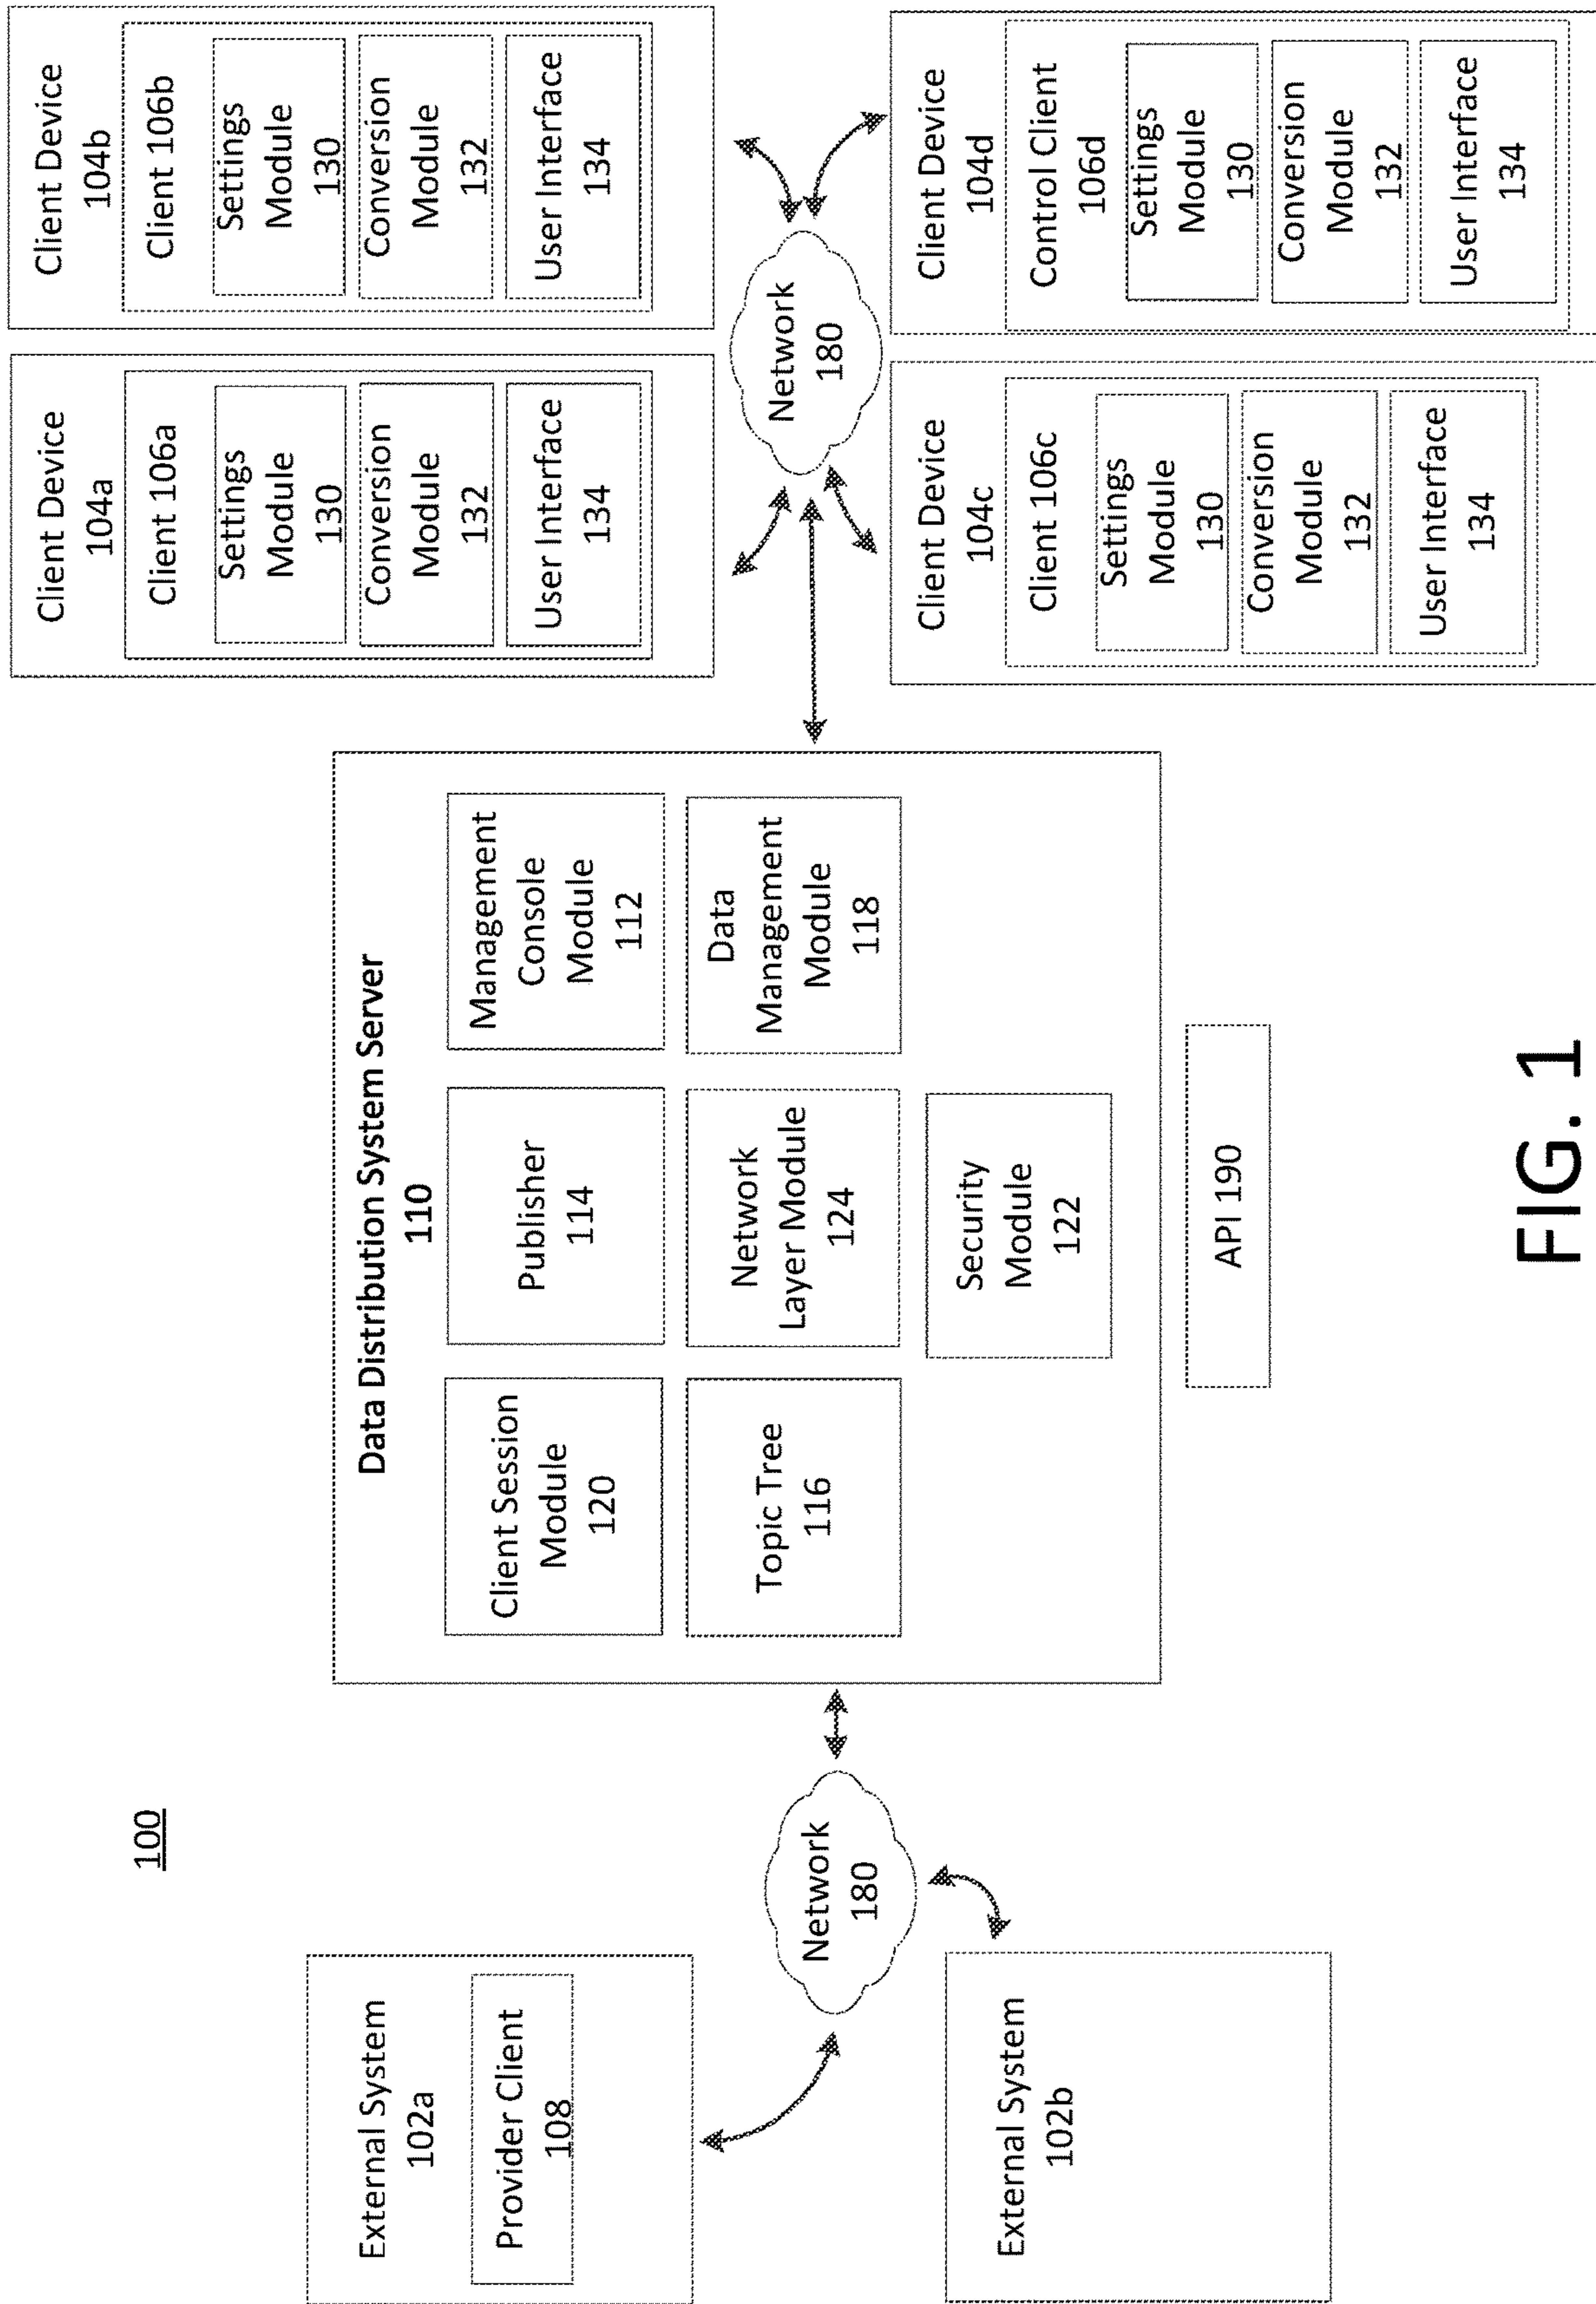 100
External System
102a
Provider Client
108
External System
102b
Network
180
Data Distribution System Server
110
Client Session
Module
120
Publisher
114
Management
Console
Module
112
Topic Tree
116
Network
Layer Module
124
Data
Management
Module
118
Security
Module
122
API 190
Network
180
Client Device
104a
Client 106a
Settings
Module
130
Conversion
Module
132
User Interface
134
Client Device
104b
Client 106b
Settings
Module
130
Conversion
Module
132
User Interface
134
Client Device
104c
Client 106c
Settings
Module
130
Conversion
Module
132
User Interface
134
Client Device
104d
Control Client
106d
Settings
Module
130
Conversion
Module
132
User Interface
134
FIG. 1